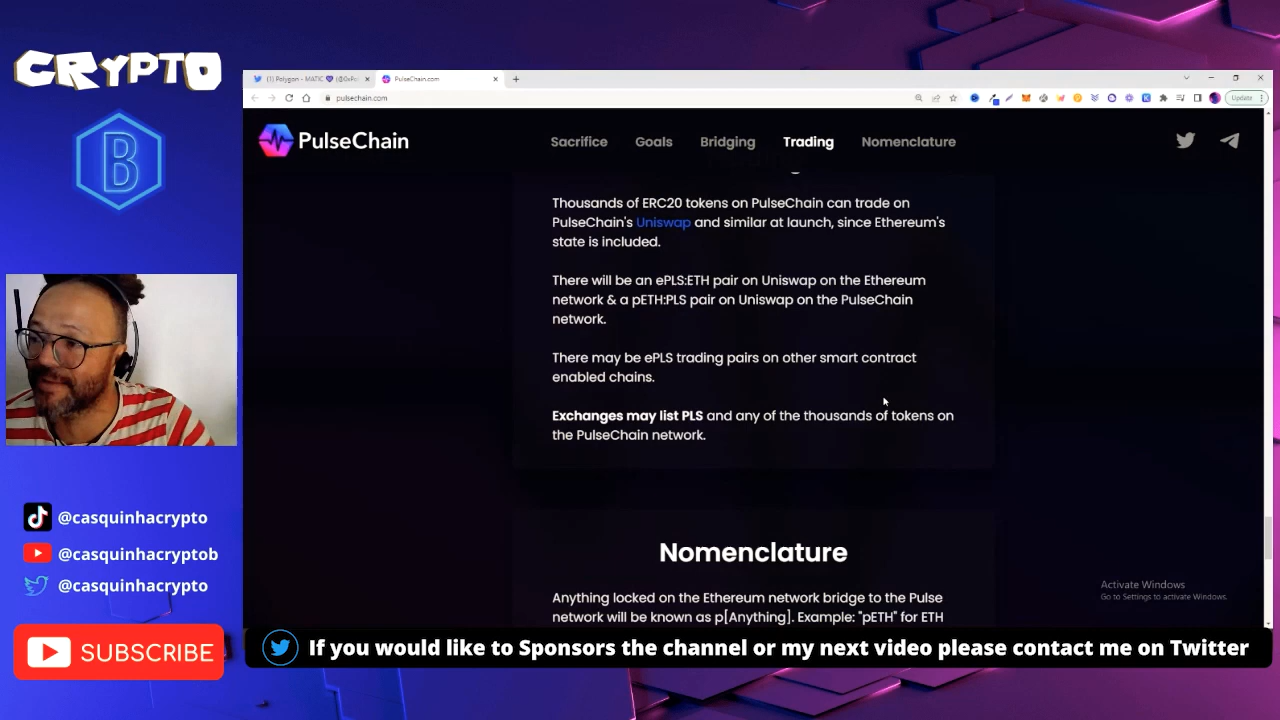 CRYPTO
B
@casquinhacrypto
@casquinhacryptob
@casquinhacrypto
SUBSCRIBE
PulseChain.com
Update
pulsechain.com
PulseChain
Sacrifice
Goals
Bridging
Trading
Nomenclature
Thousands of ERC20 tokens on PulseChain can trade on
PulseChain's Uniswap and similar at launch, since Ethereum's
state is included.
There will be an ePLS:ETH pair on Uniswap on the Ethereum
network & a pETH:PLS pair on Uniswap on the PulseChain
network.
There may be ePLS trading pairs on other smart contract
enabled chains.
Exchanges may list PLS and any of the thousands of tokens on
the PulseChain network.
Nomenclature
Anything locked on the Ethereum network bridge to the Pulse
network will be known as p[Anything]. Example: "pETH" for ETH
Activate Windows
Go to Settings to activate Windows.
If you would like to Sponsors the channel or my next video please contact me on Twitter